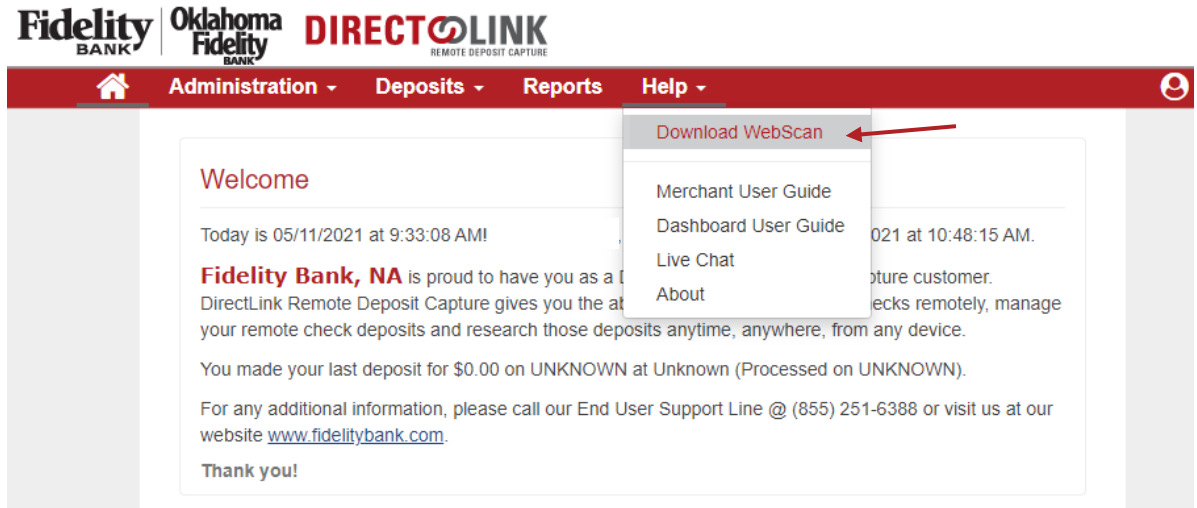 Fidelity BANK Oklahoma Fidelity BANK DIRECTLINK REMOTE DEPOSIT CAPTURE
Administration Deposits Reports Help
Download WebScan
Merchant User Guide
Dashboard User Guide
Live Chat
About
Welcome
Today is 05/11/2021 at 9:33:08 AM! , 021 at 10:48:15 AM.
Fidelity Bank, NA is proud to have you as a customer.
DirectLink Remote Deposit Capture gives you the remotely, manage
your remote check deposits and research those deposits anytime, anywhere, from any device.
You made your last deposit for $0.00 on UNKNOWN at Unknown (Processed on UNKNOWN).
For any additional information, please call our End User Support Line @ (855) 251-6388 or visit us at our
website www.fidelitybank.com.
Thank you!